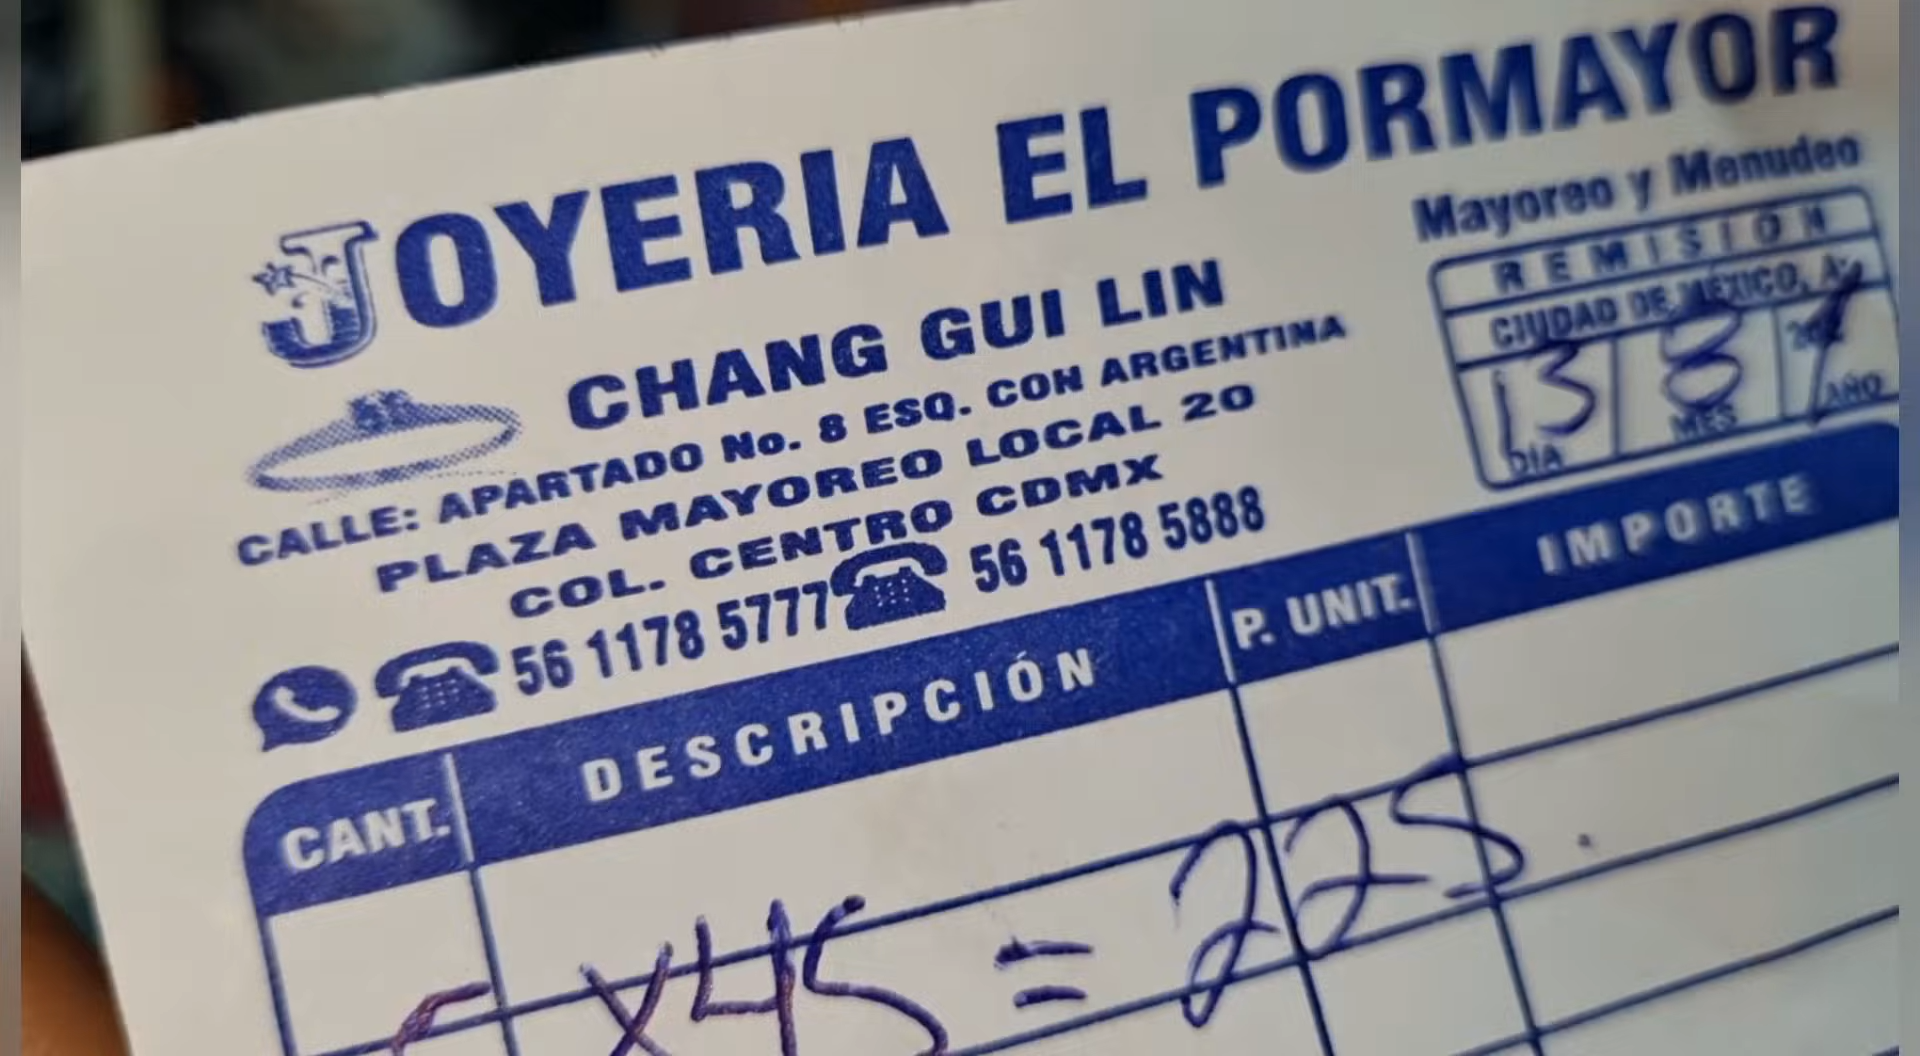 JOYERIA EL PORMAYOR
Mayoreo y Menudeo
CHANG GUI LIN
CALLE: APARTADO No. 8 ESQ. CON ARGENTINA
PLAZA MAYOREO LOCAL 20
COL. CENTRO CDMX
56 1178 5777 56 1178 5888
REMISIÓN
CIUDAD DE MÉXICO, A:
13 8
DIA MES AÑO
CANT. DESCRIPCIÓN P. UNIT. IMPORTE
5 x45 = 225